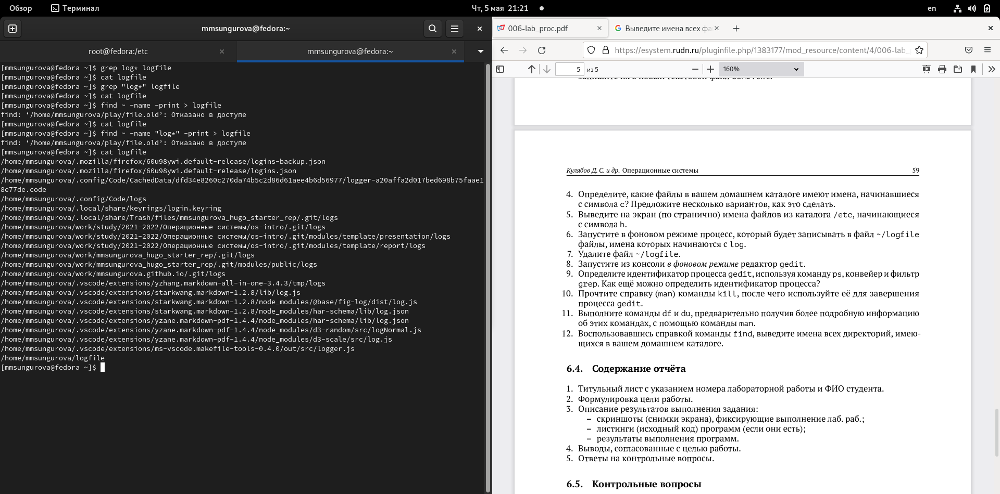 Обзор
Терминал
Чт, 5 мая 21:21
en
mmsungurova@fedora:~
root@fedora:/etc
mmsungurova@fedora:~
[mmsungurova@fedora ~]$ grep log* logfile
[mmsungurova@fedora ~]$ cat logfile
[mmsungurova@fedora ~]$ grep "log*" logfile
[mmsungurova@fedora ~]$ cat logfile
[mmsungurova@fedora ~]$ find ~ -name -print > logfile
find: ‘/home/mmsungurova/play/file.old’: Отказано в доступе
[mmsungurova@fedora ~]$ cat logfile
[mmsungurova@fedora ~]$ find ~ -name "log*" -print > logfile
find: ‘/home/mmsungurova/play/file.old’: Отказано в доступе
[mmsungurova@fedora ~]$ cat logfile
/home/mmsungurova/.mozilla/firefox/60u98ywi.default-release/logins-backup.json
/home/mmsungurova/.mozilla/firefox/60u98ywi.default-release/logins.json
/home/mmsungurova/.config/Code/CachedData/dfd34e8260c270da74b5c2d86d61aee4b6d56977/logger-a20affa2d017bed698b75faae1
8e77de.code
/home/mmsungurova/.config/Code/logs
/home/mmsungurova/.local/share/keyrings/login.keyring
/home/mmsungurova/.local/share/Trash/files/mmsungurova_hugo_starter_rep/.git/logs
/home/mmsungurova/work/study/2021-2022/Операционные системы/os-intro/.git/logs
/home/mmsungurova/work/study/2021-2022/Операционные системы/os-intro/.git/modules/template/presentation/logs
/home/mmsungurova/work/study/2021-2022/Операционные системы/os-intro/.git/modules/template/report/logs
/home/mmsungurova/work/mmsungurova_hugo_starter_rep/.git/logs
/home/mmsungurova/work/mmsungurova_hugo_starter_rep/.git/modules/public/logs
/home/mmsungurova/work/mmsungurova.github.io/.git/logs
/home/mmsungurova/.vscode/extensions/yzhang.markdown-all-in-one-3.4.3/tmp/logs
/home/mmsungurova/.vscode/extensions/starkwang.markdown-1.2.8/lib/log.js
/home/mmsungurova/.vscode/extensions/starkwang.markdown-1.2.8/node_modules/@base/fig-log/dist/log.js
/home/mmsungurova/.vscode/extensions/starkwang.markdown-1.2.8/node_modules/har-schema/lib/log.json
/home/mmsungurova/.vscode/extensions/yzane.markdown-pdf-1.4.4/node_modules/har-schema/lib/log.json
/home/mmsungurova/.vscode/extensions/yzane.markdown-pdf-1.4.4/node_modules/d3-random/src/logNormal.js
/home/mmsungurova/.vscode/extensions/yzane.markdown-pdf-1.4.4/node_modules/d3-scale/src/log.js
/home/mmsungurova/.vscode/extensions/ms-vscode.makefile-tools-0.4.0/out/src/logger.js
/home/mmsungurova/logfile
[mmsungurova@fedora ~]$
006-lab_proc.pdf
Выведите имена всех фа
https://esystem.rudn.ru/pluginfile.php/1383177/mod_resource/content/4/006-lab_
5 из 5
160%
Кулябов Д. С. и др. Операционные системы 59
4. Определите, какие файлы в вашем домашнем каталоге имеют имена, начинавшиеся
с символа c? Предложите несколько вариантов, как это сделать.
5. Выведите на экран (по странично) имена файлов из каталога /etc, начинающиеся
с символа h.
6. Запустите в фоновом режиме процесс, который будет записывать в файл ~/logfile
файлы, имена которых начинаются с log.
7. Удалите файл ~/logfile.
8. Запустите из консоли в фоновом режиме редактор gedit.
9. Определите идентификатор процесса gedit, используя команду ps, конвейер и фильтр
grep. Как ещё можно определить идентификатор процесса?
10. Прочтите справку (man) команды kill, после чего используйте её для завершения
процесса gedit.
11. Выполните команды df и du, предварительно получив более подробную информацию
об этих командах, с помощью команды man.
12. Воспользовавшись справкой команды find, выведите имена всех директорий, имею-
щихся в вашем домашнем каталоге.
6.4. Содержание отчёта
1. Титульный лист с указанием номера лабораторной работы и ФИО студента.
2. Формулировка цели работы.
3. Описание результатов выполнения задания:
– скриншоты (снимки экрана), фиксирующие выполнение лаб. раб.;
– листинги (исходный код) программ (если они есть);
– результаты выполнения программ.
4. Выводы, согласованные с целью работы.
5. Ответы на контрольные вопросы.
6.5. Контрольные вопросы